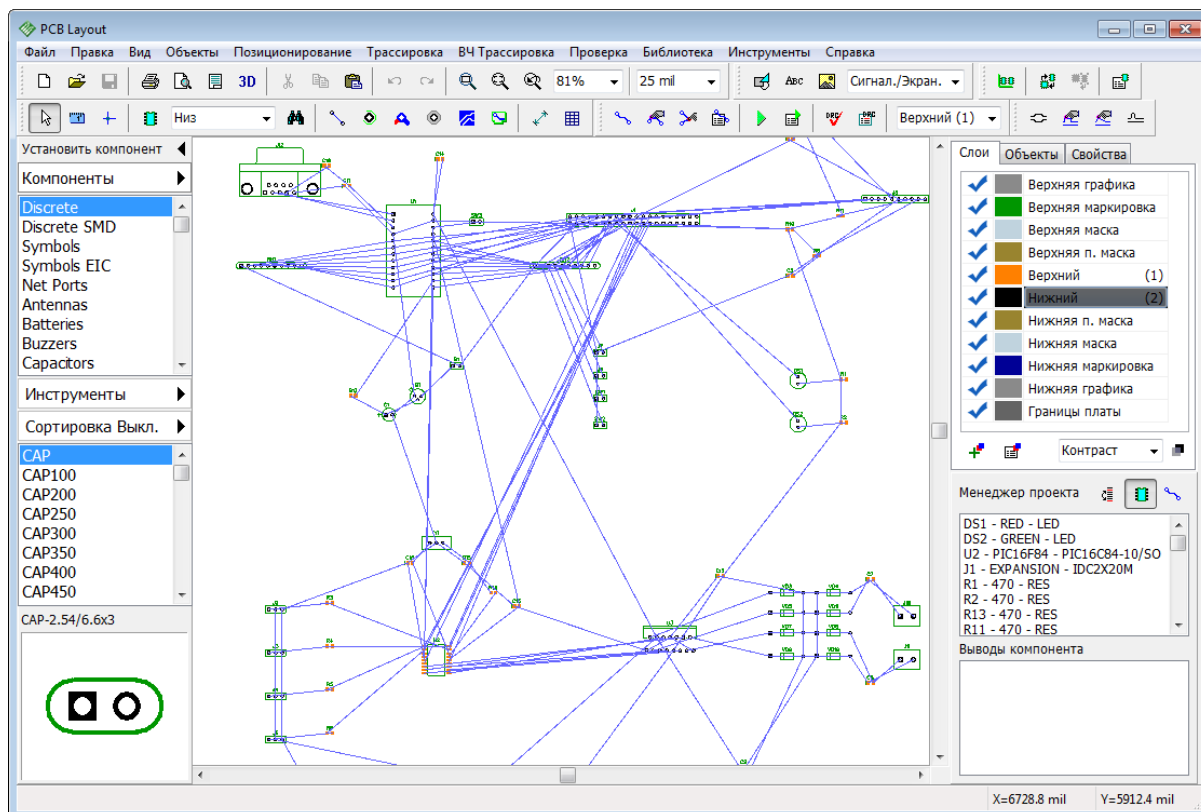 PCB Layout
Файл Правка Вид Объекты Позиционирование Трассировка ВЧ Трассировка Проверка Библиотека Инструменты Справка
3D 81% 25 mil ABC Сигнал./Экран.
Низ DRC DRC Верхний (1)
Установить компонент
Компоненты
Discrete
Discrete SMD
Symbols
Symbols EIC
Net Ports
Antennas
Batteries
Buzzers
Capacitors
Инструменты
Сортировка Выкл.
CAP
CAP100
CAP200
CAP250
CAP300
CAP350
CAP400
CAP450
CAP-2.54/6.6x3
Слои Объекты Свойства
Верхняя графика
Верхняя маркировка
Верхняя маска
Верхняя п. маска
Верхний (1)
Нижний (2)
Нижняя п. маска
Нижняя маска
Нижняя маркировка
Нижняя графика
Границы платы
Контраст
Менеджер проекта
DS1 - RED - LED
DS2 - GREEN - LED
U2 - PIC16F84 - PIC16C84-10/SO
J1 - EXPANSION - IDC2X20M
R1 - 470 - RES
R2 - 470 - RES
R13 - 470 - RES
R11 - 470 - RES
Выводы компонента
X=6728.8 mil Y=5912.4 mil